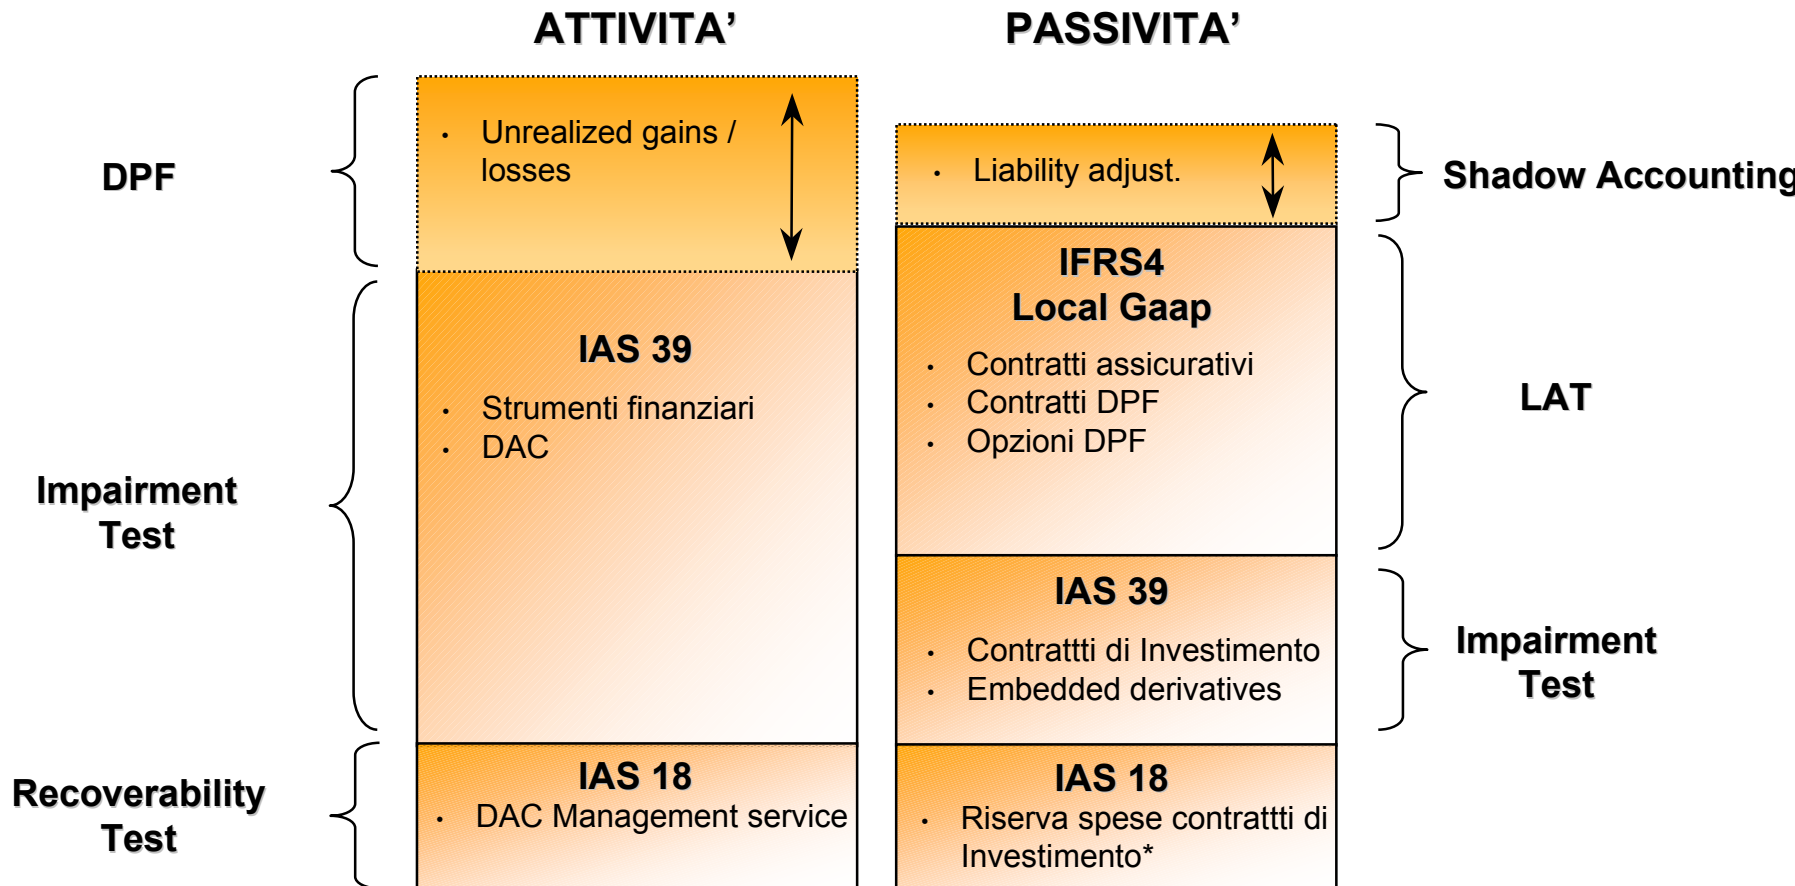 ATTIVITA’
PASSIVITA’
DPF
• Unrealized gains /
losses
• Liability adjust.
Shadow Accounting
IFRS4
Local Gaap
• Contratti assicurativi
• Contratti DPF
• Opzioni DPF
LAT
IAS 39
• Strumenti finanziari
• DAC
Impairment
Test
IAS 39
• Contrattti di Investimento
• Embedded derivatives
Impairment
Test
Recoverability
Test
IAS 18
• DAC Management service
IAS 18
• Riserva spese contrattti di
Investimento*